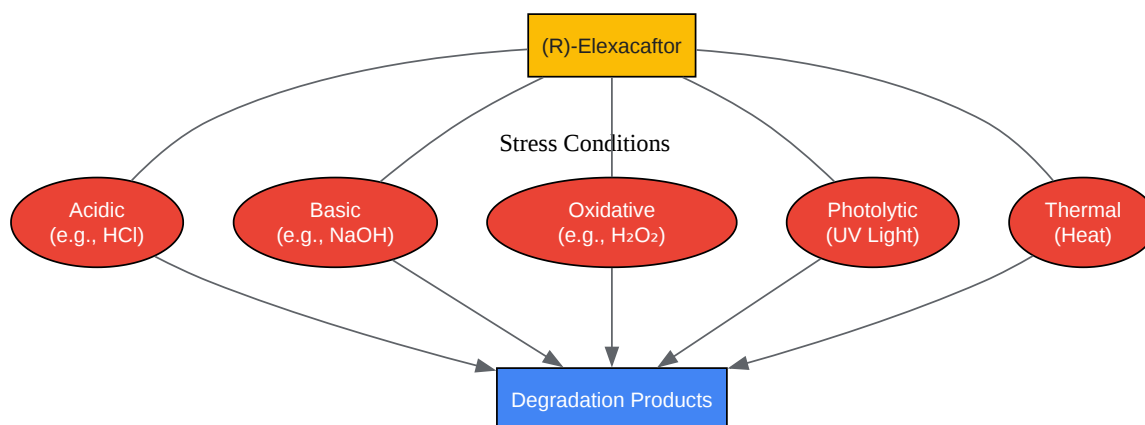 (R)-Elexacaftor
Stress Conditions
Acidic
(e.g., HCl)
Basic
(e.g., NaOH)
Oxidative
(e.g., H₂O₂)
Photolytic
(UV Light)
Thermal
(Heat)
Degradation Products